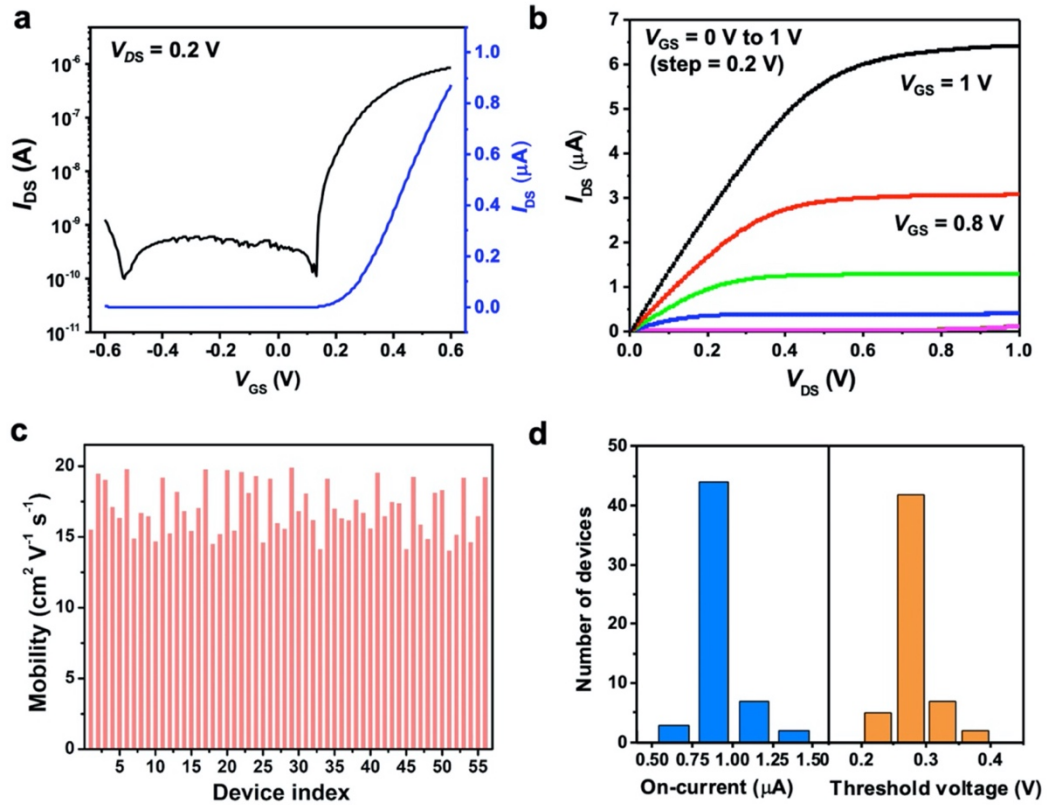 a
V_DS = 0.2 V
10⁻⁶
10⁻⁷
10⁻⁸
10⁻⁹
10⁻¹⁰
10⁻¹¹
I_DS (A)
1.0
0.8
0.6
0.4
0.2
0.0
I_DS (μA)
-0.6 -0.4 -0.2 0.0 0.2 0.4 0.6
V_GS (V)
b
V_GS = 0 V to 1 V
(step = 0.2 V)
V_GS = 1 V
V_GS = 0.8 V
7
6
5
4
3
2
1
0
I_DS (μA)
0.0 0.2 0.4 0.6 0.8 1.0
V_DS (V)
c
20
15
10
5
0
Mobility (cm² V⁻¹ s⁻¹)
5 10 15 20 25 30 35 40 45 50 55
Device index
d
50
40
30
20
10
0
Number of devices
0.50 0.75 1.00 1.25 1.50 0.2 0.3 0.4
On-current (μA) Threshold voltage (V)